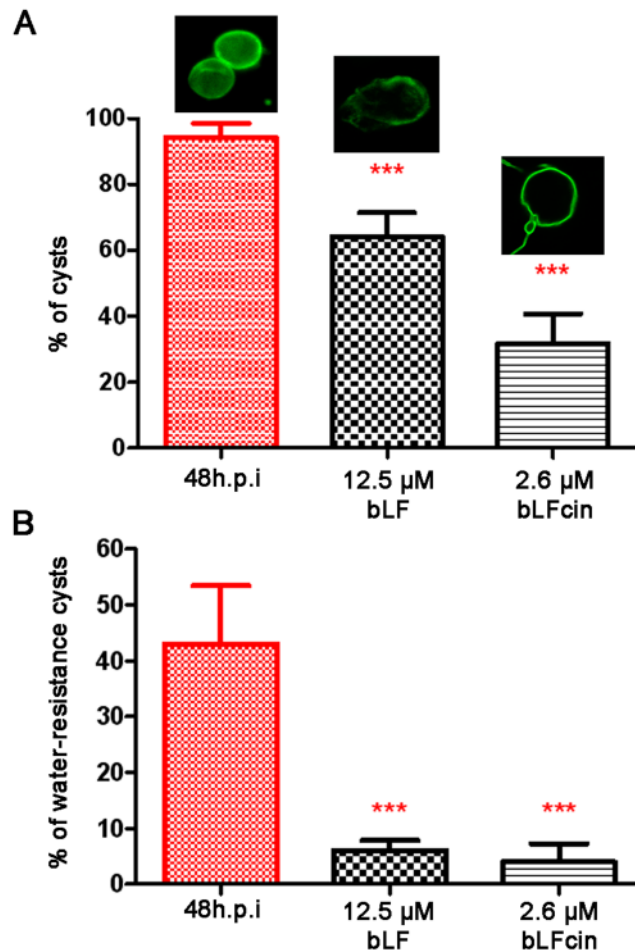 A
% of cysts
100
80
60
40
20
0
***
***
48h.p.i
12.5 µM
bLF
2.6 µM
bLFcin
B
% of water-resistance cysts
60
50
40
30
20
10
0
***
***
48h.p.i
12.5 µM
bLF
2.6 µM
bLFcin